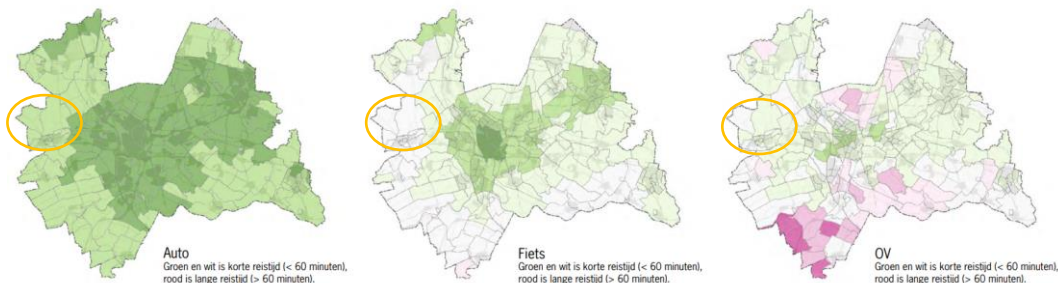 Auto
Groen en wit is korte reistijd (< 60 minuten),
rood is lange reistijd (> 60 minuten).
Fiets
Groen en wit is korte reistijd (< 60 minuten),
rood is lange reistijd (> 60 minuten).
OV
Groen en wit is korte reistijd (< 60 minuten),
rood is lange reistijd (> 60 minuten).